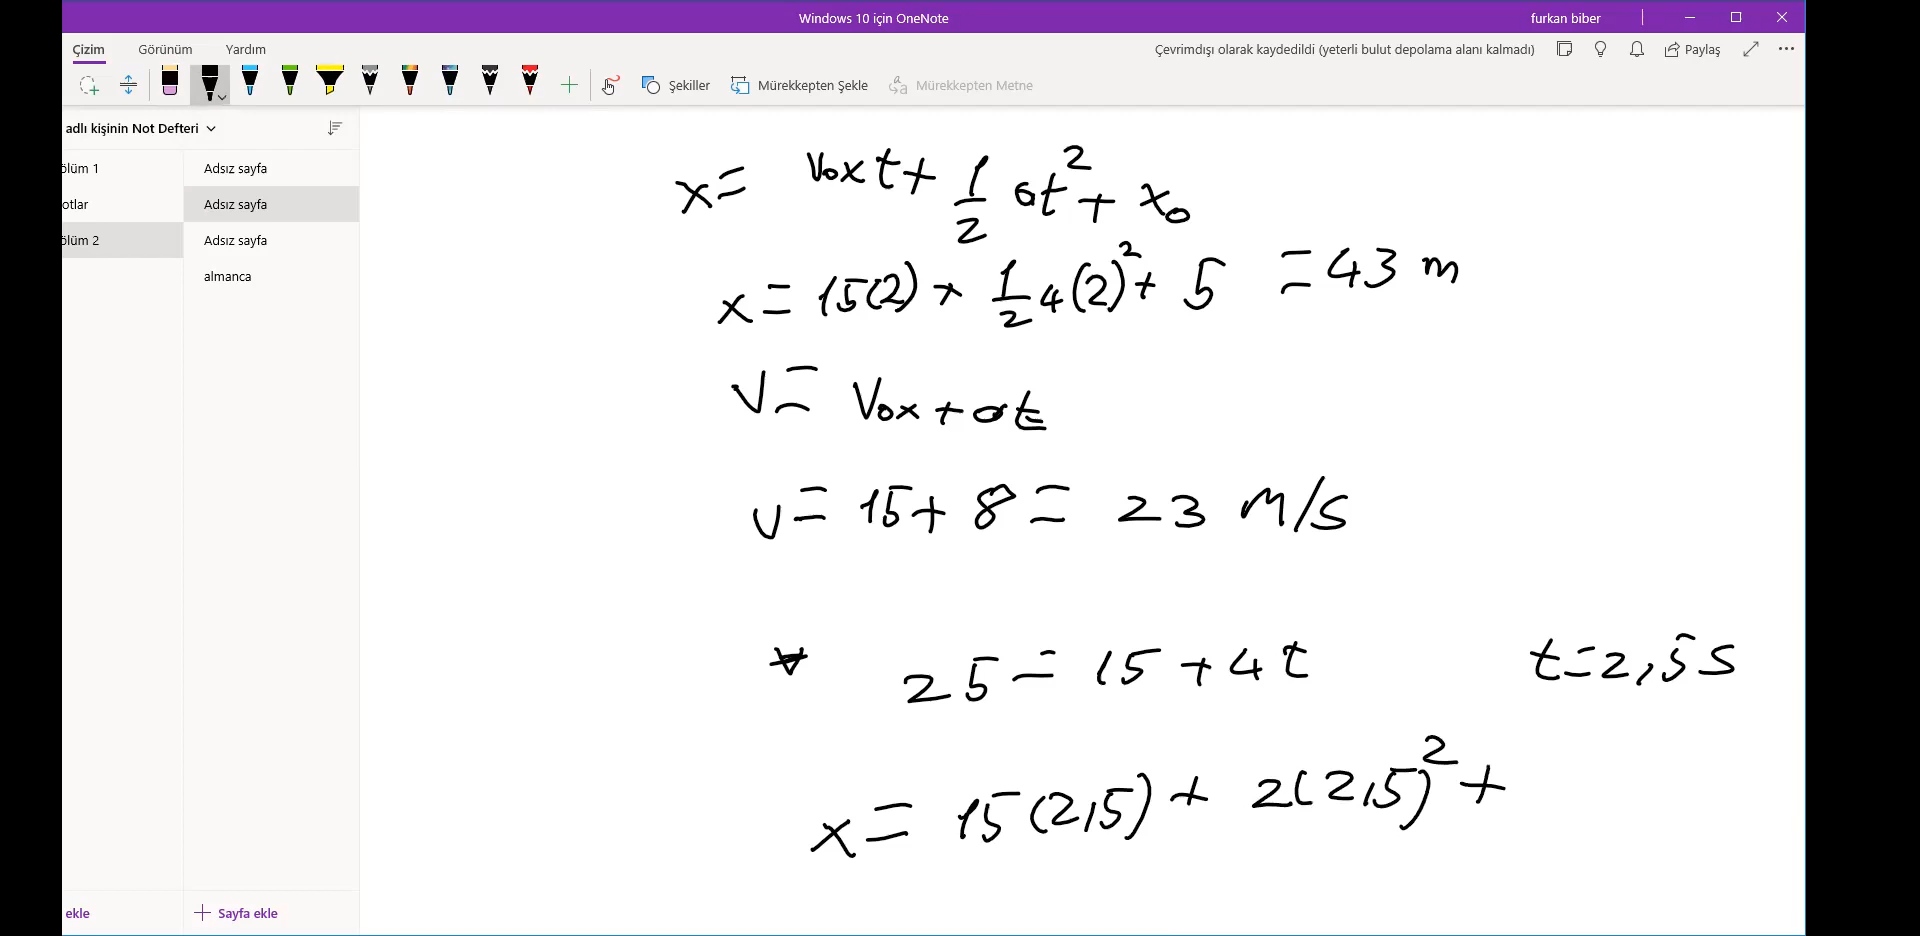 Windows 10 için OneNote
furkan biber
Çizim Görünüm Yardım
Çevrimdışı olarak kaydedildi (yeterli bulut depolama alanı kalmadı)
Paylaş
Şekiller
Mürekkepten Şekle
Mürekkepten Metne
adlı kişinin Not Defteri
ölüm 1
otlar
ölüm 2
Adsız sayfa
Adsız sayfa
Adsız sayfa
almanca
x = v₀ₓt + 1/2 at² + x₀
x = 15(2) + 1/2 4(2)² + 5 = 43 m
V = V₀ₓ + at
v = 15 + 8 = 23 M/s
25 = 15 + 4t t = 2,5 s
x = 15(2,5) + 2(2,5)² +
ekle
Sayfa ekle